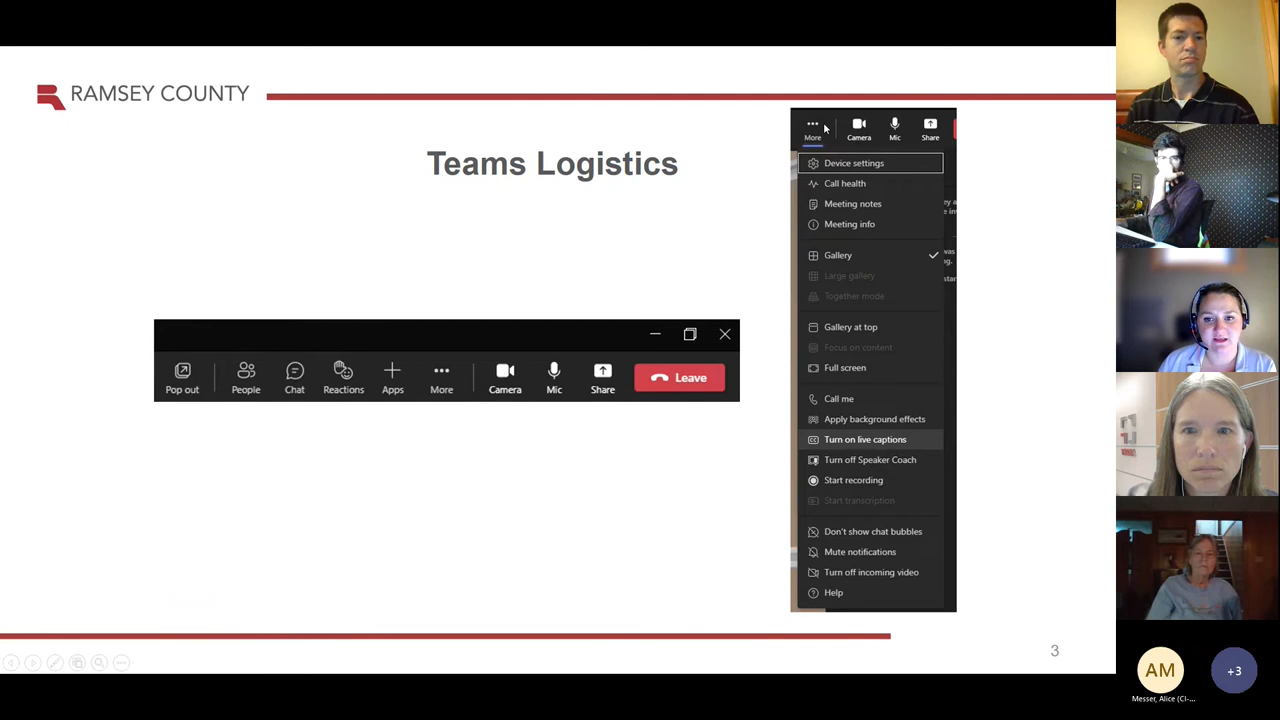 RAMSEY COUNTY
Teams Logistics
Pop out
People
Chat
Reactions
Apps
More
Camera
Mic
Share
Leave
More
Camera
Mic
Share
Device settings
Call health
Meeting notes
Meeting info
Gallery
Large gallery
Together mode
Gallery at top
Focus on content
Full screen
Call me
Apply background effects
CC Turn on live captions
Turn off Speaker Coach
Start recording
Start transcription
Don't show chat bubbles
Mute notifications
Turn off incoming video
Help
3
AM
+3
Messer, Alice (CI-...